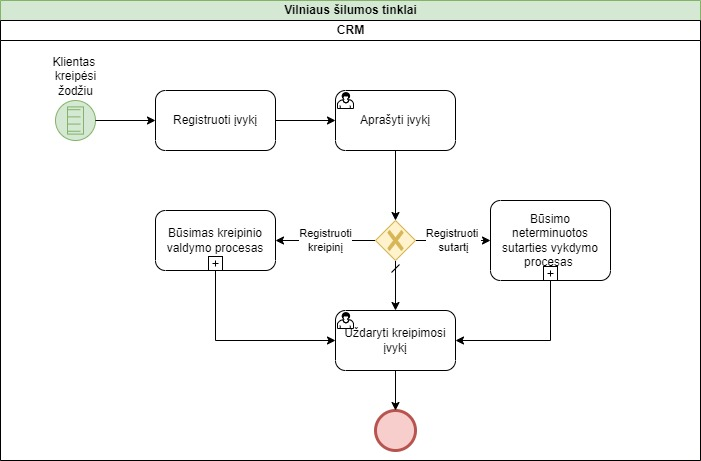 Vilniaus šilumos tinklai
CRM
Klientas
kreipėsi
žodžiu
Registruoti įvykį
Aprašyti įvykį
Būsimas kreipinio
valdymo procesas
Registruoti
kreipinį
Registruoti
sutartį
Būsimo
neterminuotos
sutarties vykdymo
procesas
Uždaryti kreipimosi
įvykį